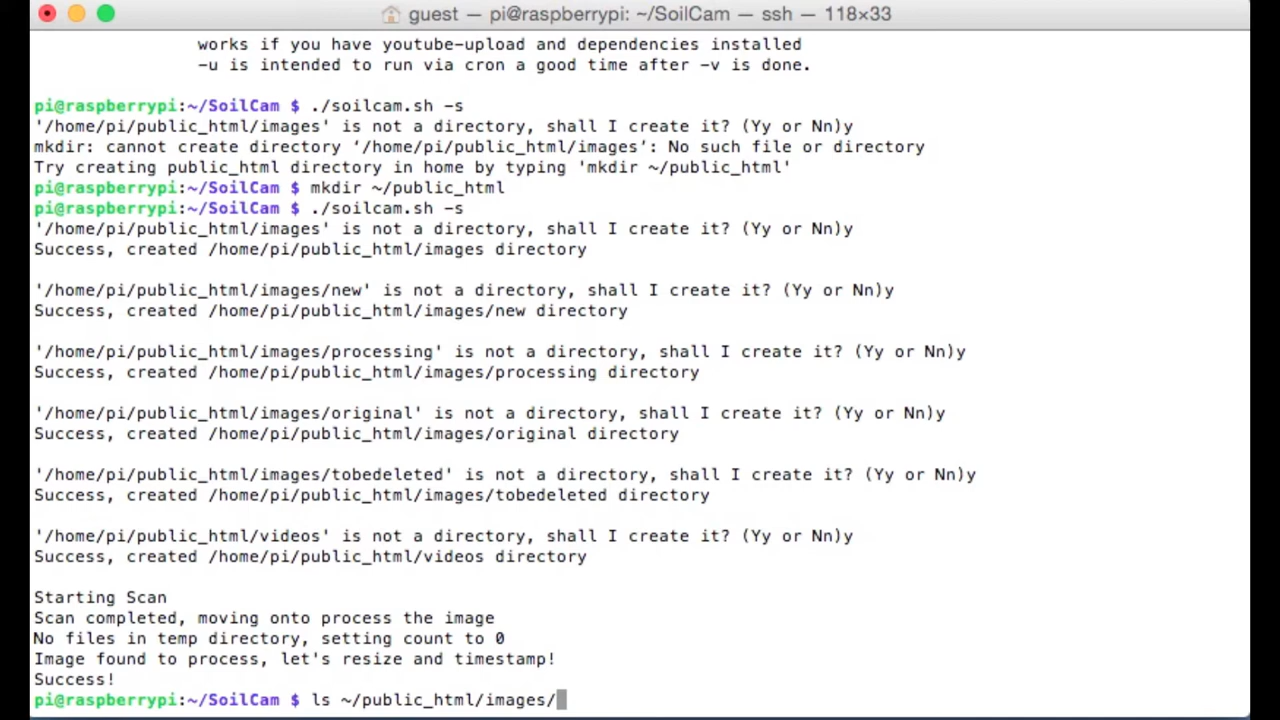 guest — pi@raspberrypi: ~/SoilCam — ssh — 118×33
works if you have youtube-upload and dependencies installed
-u is intended to run via cron a good time after -v is done.
pi@raspberrypi:~/SoilCam $ ./soilcam.sh -s
'/home/pi/public_html/images' is not a directory, shall I create it? (Yy or Nn)y
mkdir: cannot create directory ‘/home/pi/public_html/images’: No such file or directory
Try creating public_html directory in home by typing 'mkdir ~/public_html'
pi@raspberrypi:~/SoilCam $ mkdir ~/public_html
pi@raspberrypi:~/SoilCam $ ./soilcam.sh -s
'/home/pi/public_html/images' is not a directory, shall I create it? (Yy or Nn)y
Success, created /home/pi/public_html/images directory
'/home/pi/public_html/images/new' is not a directory, shall I create it? (Yy or Nn)y
Success, created /home/pi/public_html/images/new directory
'/home/pi/public_html/images/processing' is not a directory, shall I create it? (Yy or Nn)y
Success, created /home/pi/public_html/images/processing directory
'/home/pi/public_html/images/original' is not a directory, shall I create it? (Yy or Nn)y
Success, created /home/pi/public_html/images/original directory
'/home/pi/public_html/images/tobedeleted' is not a directory, shall I create it? (Yy or Nn)y
Success, created /home/pi/public_html/images/tobedeleted directory
'/home/pi/public_html/videos' is not a directory, shall I create it? (Yy or Nn)y
Success, created /home/pi/public_html/videos directory
Starting Scan
Scan completed, moving onto process the image
No files in temp directory, setting count to 0
Image found to process, let's resize and timestamp!
Success!
pi@raspberrypi:~/SoilCam $ ls ~/public_html/images/